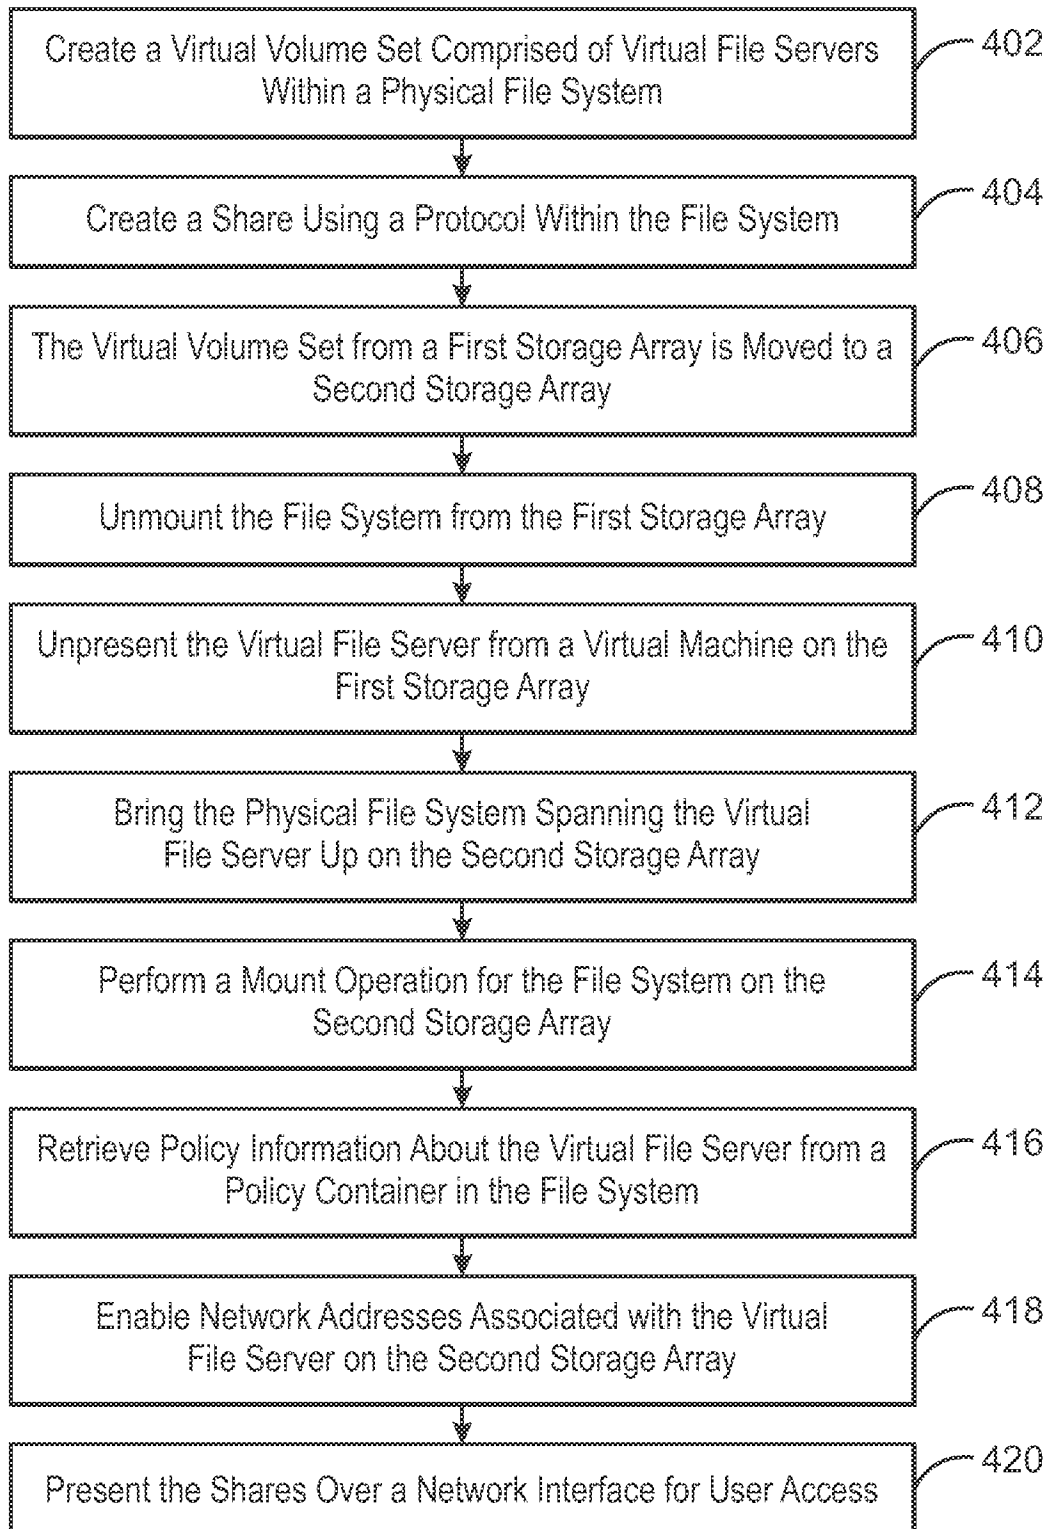 Create a Virtual Volume Set Comprised of Virtual File Servers
Within a Physical File System
402
Create a Share Using a Protocol Within the File System
404
The Virtual Volume Set from a First Storage Array is Moved to a
Second Storage Array
406
Unmount the File System from the First Storage Array
408
Unpresent the Virtual File Server from a Virtual Machine on the
First Storage Array
410
Bring the Physical File System Spanning the Virtual
File Server Up on the Second Storage Array
412
Perform a Mount Operation for the File System on the
Second Storage Array
414
Retrieve Policy Information About the Virtual File Server from a
Policy Container in the File System
416
Enable Network Addresses Associated with the Virtual
File Server on the Second Storage Array
418
Present the Shares Over a Network Interface for User Access
420